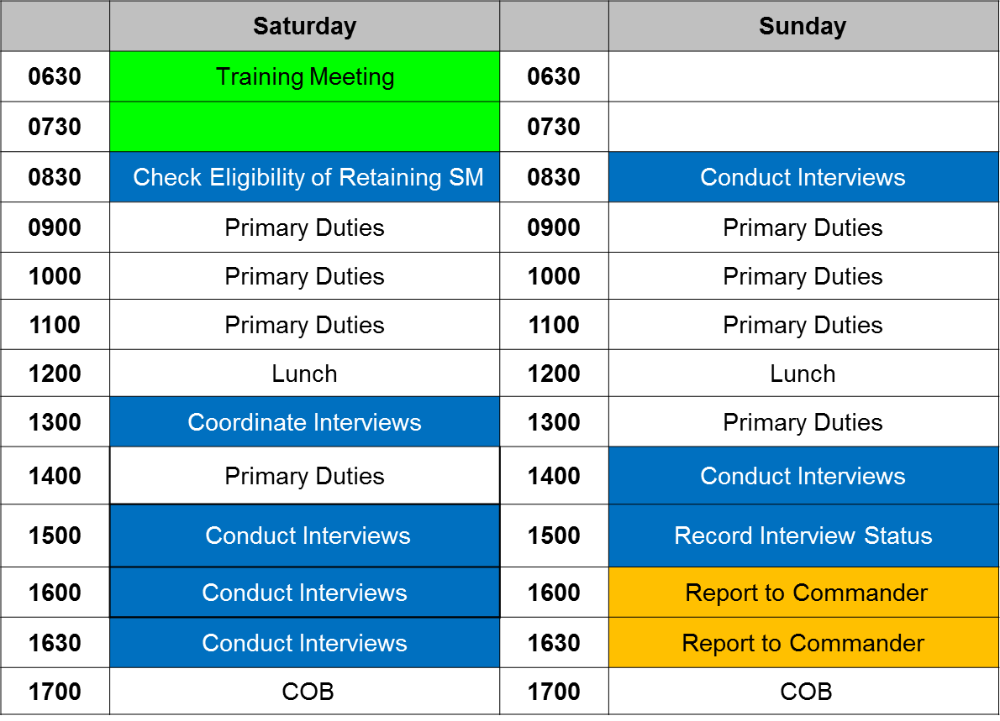 Saturday Sunday
0630 Training Meeting 0630
0730 0730
0830 Check Eligibility of Retaining SM 0830 Conduct Interviews
0900 Primary Duties 0900 Primary Duties
1000 Primary Duties 1000 Primary Duties
1100 Primary Duties 1100 Primary Duties
1200 Lunch 1200 Lunch
1300 Coordinate Interviews 1300 Primary Duties
1400 Primary Duties 1400 Conduct Interviews
1500 Conduct Interviews 1500 Record Interview Status
1600 Conduct Interviews 1600 Report to Commander
1630 Conduct Interviews 1630 Report to Commander
1700 COB 1700 COB